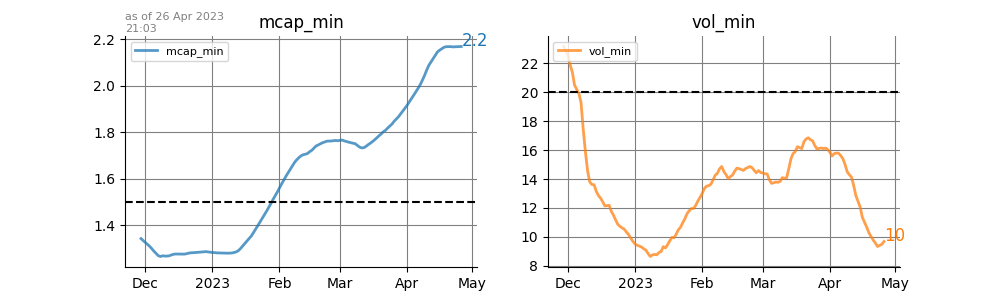 as of 26 Apr 2023
21:03
mcap_min
vol_min
2.2
mcap_min
2.2
2.0
1.8
1.6
1.4
Dec
2023
Feb
Mar
Apr
May
vol_min
22
20
18
16
14
12
10
8
10
Dec
2023
Feb
Mar
Apr
May